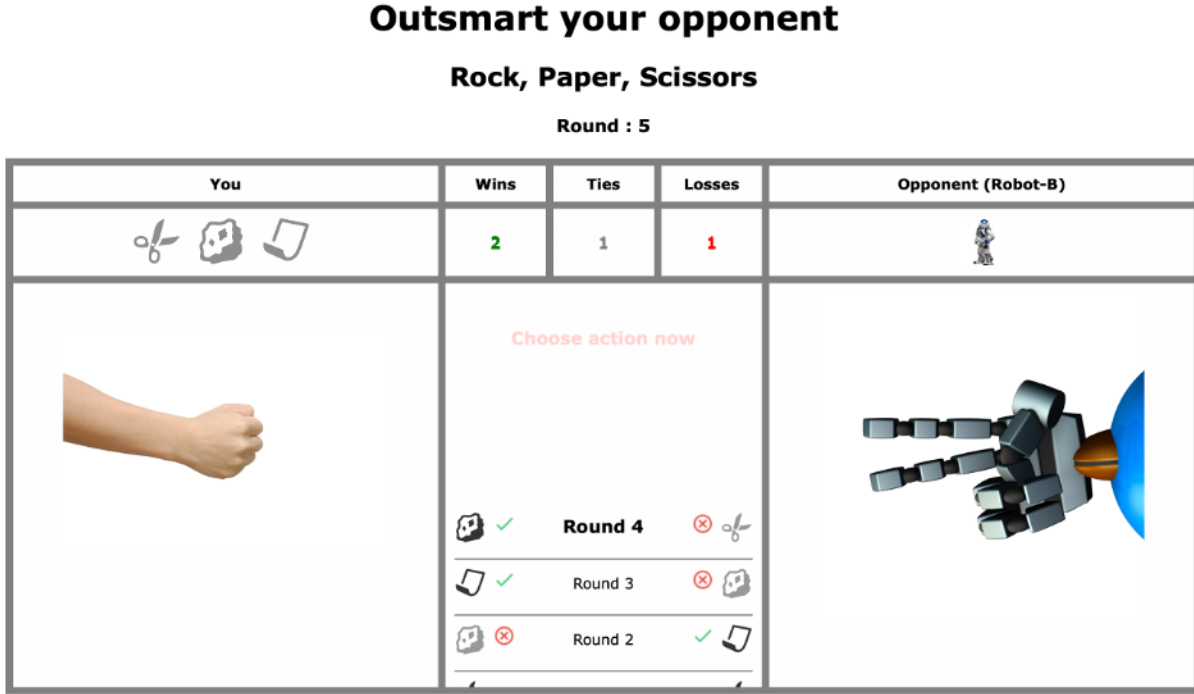 Outsmart your opponent
Rock, Paper, Scissors
Round : 5
You Wins Ties Losses Opponent (Robot-B)
2 1 1
Choose action now
Round 4
Round 3
Round 2